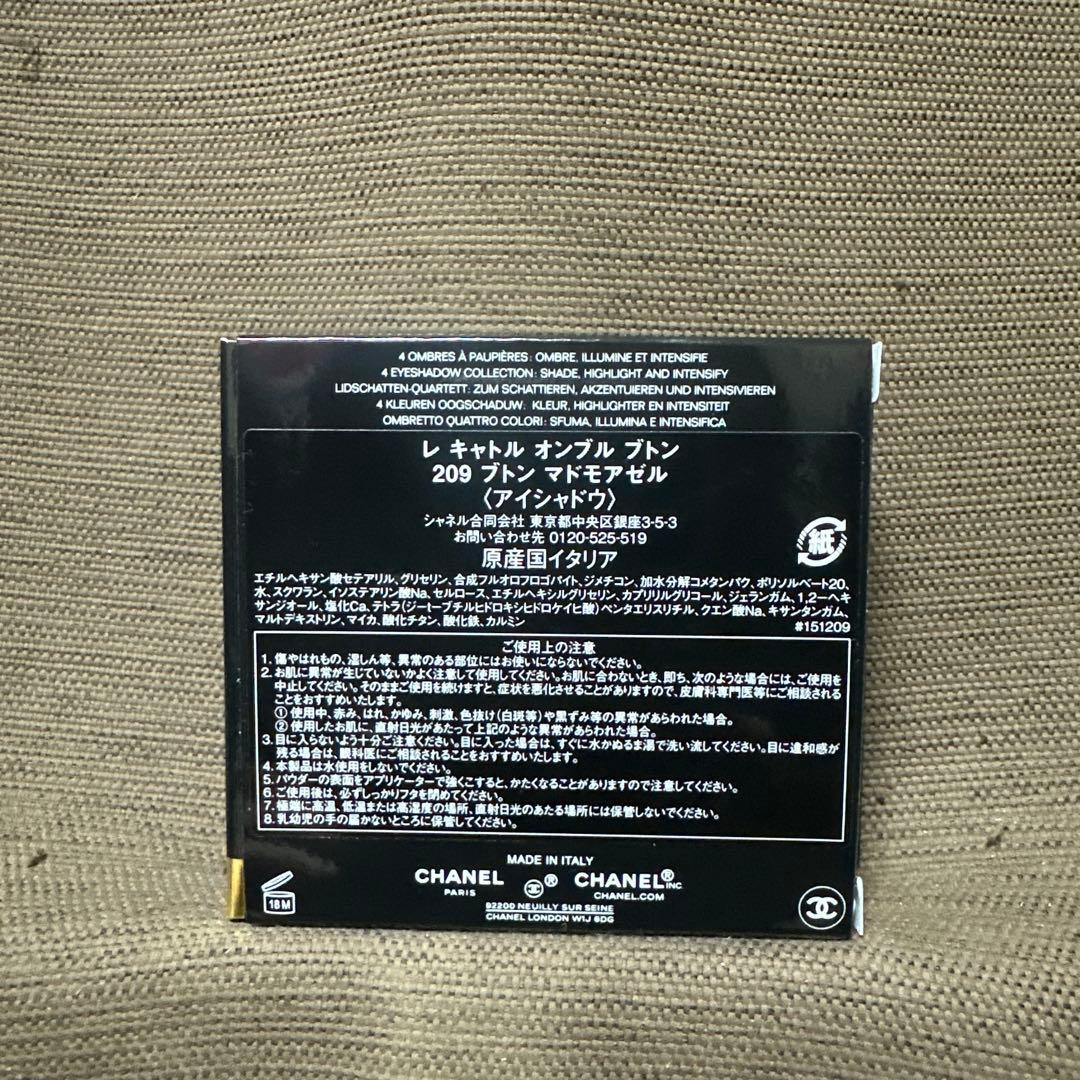 4 OMBRES À PAUPIÈRES: OMBRE, ILLUMINE ET INTENSIFIE
4 EYESHADOW COLLECTION: SHADE, HIGHLIGHT AND INTENSIFY
LIDSCHATTEN-QUARTETT: ZUM SCHATTIEREN, AKZENTUIEREN UND INTENSIVIEREN
4 KLEUREN OOGSCHADUW: KLEUR, HIGHLIGHTER EN INTENSITEIT
OMBRETTO QUATTRO COLORI: SFUMA, ILLUMINA E INTENSIFICA
レ キャトル オンブル ブトン
209 ブトン マドモアゼル
〈アイシャドウ〉
シャネル合同会社 東京都中央区銀座3-5-3
お問い合わせ先 0120-525-519
原産国イタリア
紙
エチルヘキサン酸セテアリル、グリセリン、合成フルオロフロゴパイト、ジメチコン、加水分解コメタンパク、ポリソルベート20、
水、スクワラン、イソステアリン酸Na、セルロース、エチルヘキシルグリセリン、カプリリルグリコール、ジェランガム、1,2-ヘキ
サンジオール、塩化Ca、テトラ(ジ-t-ブチルヒドロキシヒドロケイヒ酸)ペンタエリスリチル、クエン酸Na、キサンタンガム、
マルトデキストリン、マイカ、酸化チタン、酸化鉄、カルミン
#151209
ご使用上の注意
1. 傷やはれもの、湿しん等、異常のある部位にはお使いにならないでください。
2. お肌に異常が生じていないかよく注意して使用してください。お肌に合わないとき、即ち、次のような場合には、ご使用を
中止してください。そのままご使用を続けますと、症状を悪化させることがありますので、皮膚科専門医等にご相談される
ことをおすすめいたします。
① 使用中、赤み、はれ、かゆみ、刺激、色抜け(白斑等)や黒ずみ等の異常があらわれた場合。
② 使用したお肌に、直射日光があたって上記のような異常があらわれた場合。
3. 目に入らないよう十分ご注意ください。目に入った場合は、すぐに水かぬるま湯で洗い流してください。目に違和感が
残る場合は、眼科医にご相談されることをおすすめいたします。
4. 本製品は水使用をしないでください。
5. パウダーの表面をアプリケーターで強くこすると、かたくなることがありますので注意してください。
6. ご使用後は、必ずしっかりフタを閉めてください。
7. 極端に高温、低温または高湿度の場所、直射日光のあたる場所には保管しないでください。
8. 乳幼児の手の届かないところに保管してください。
MADE IN ITALY
CHANEL ® CHANEL® INC.
PARIS CHANEL.COM
92200 NEUILLY SUR SEINE
CHANEL LONDON W1J 6DG
18 M